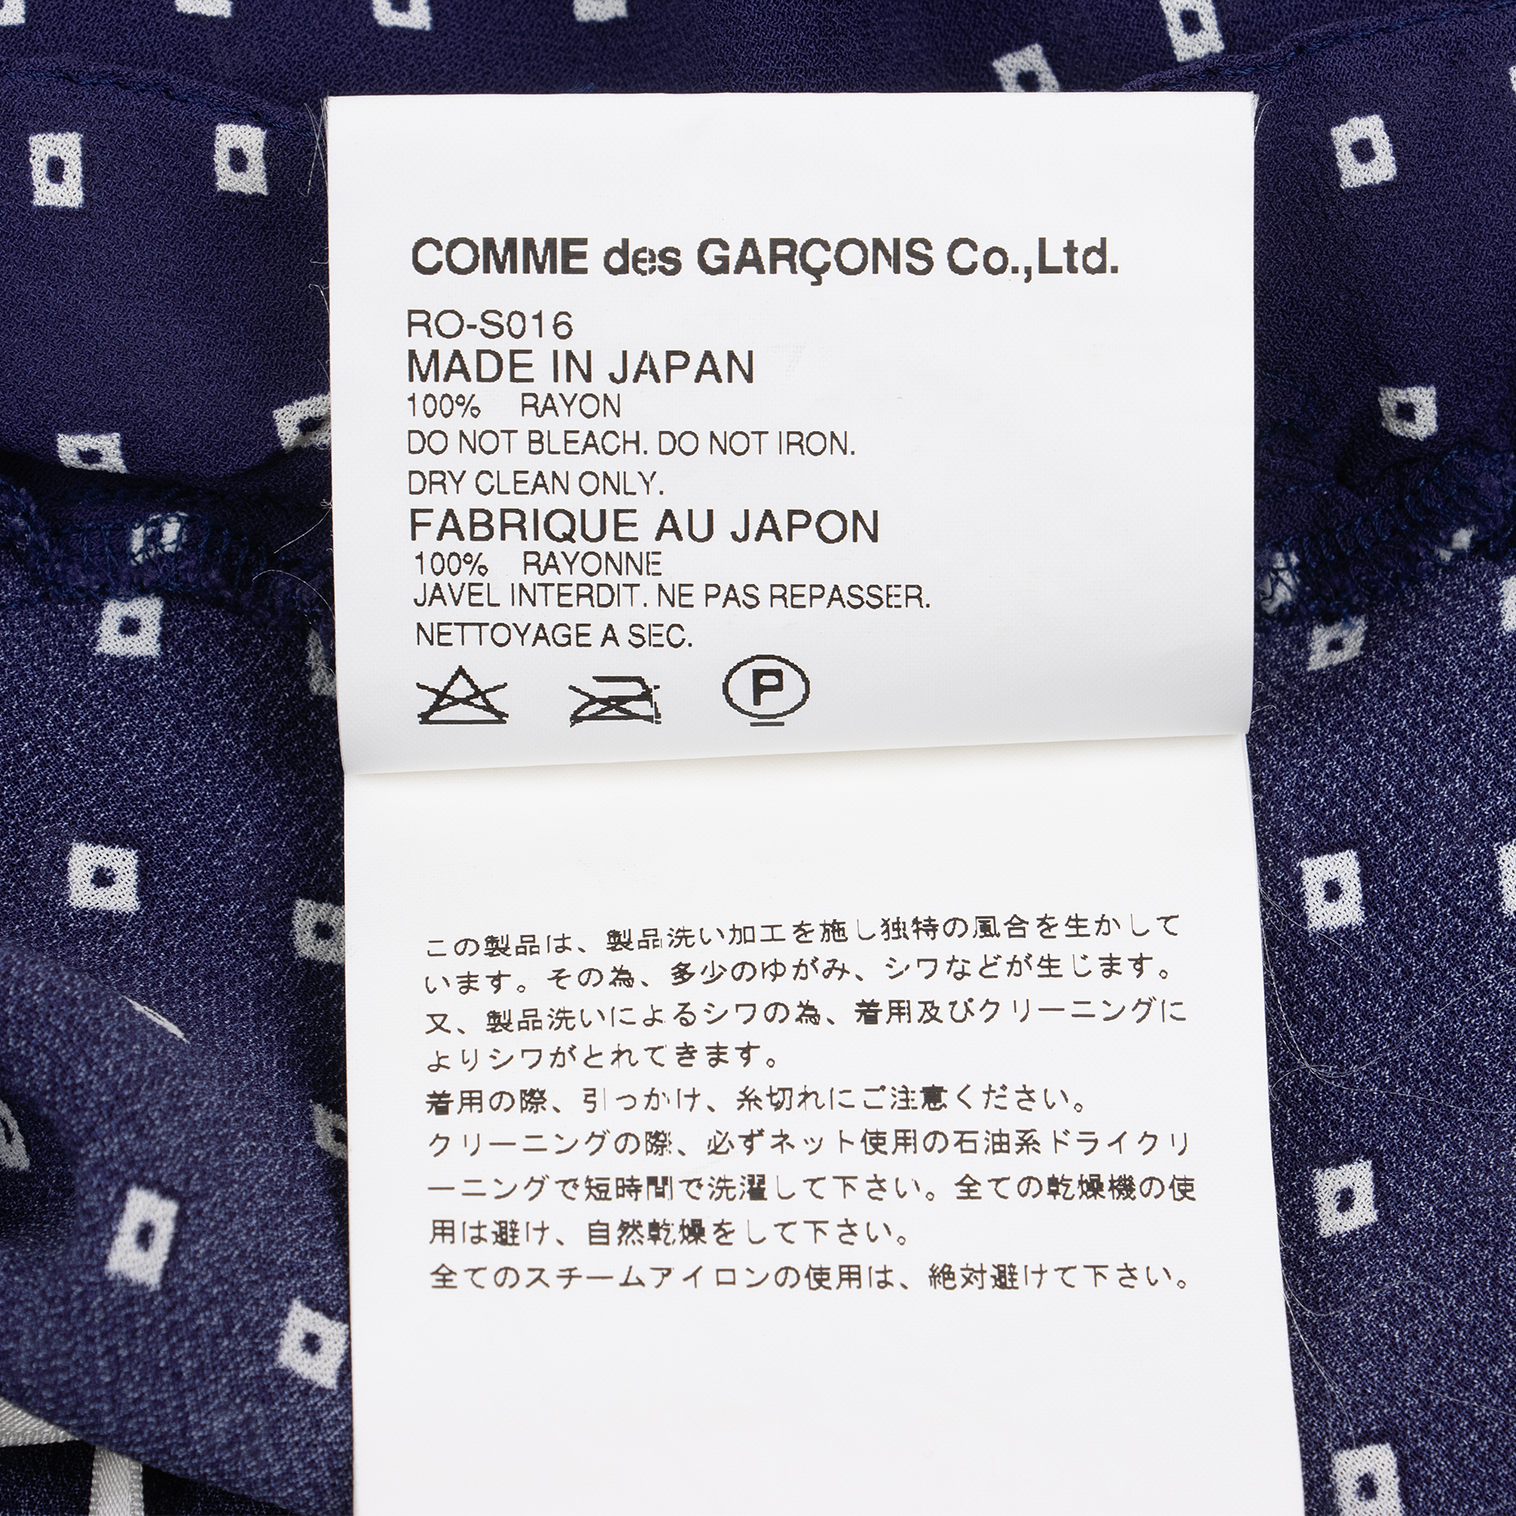 COMME des GARÇONS Co.,Ltd.
RO-S016
MADE IN JAPAN
100% RAYON
DO NOT BLEACH. DO NOT IRON.
DRY CLEAN ONLY.
FABRIQUE AU JAPON
100% RAYONNE
JAVEL INTERDIT. NE PAS REPASSER.
NETTOYAGE A SEC.
P
この製品は、製品洗い加工を施し独特の風合を生かして
います。その為、多少のゆがみ、シワなどが生じます。
又、製品洗いによるシワの為、着用及びクリーニングに
よりシワがとれてきます。
着用の際、引っかけ、糸切れにご注意ください。
クリーニングの際、必ずネット使用の石油系ドライクリ
ーニングで短時間で洗濯して下さい。全ての乾燥機の使
用は避け、自然乾燥をして下さい。
全てのスチームアイロンの使用は、絶対避けて下さい。